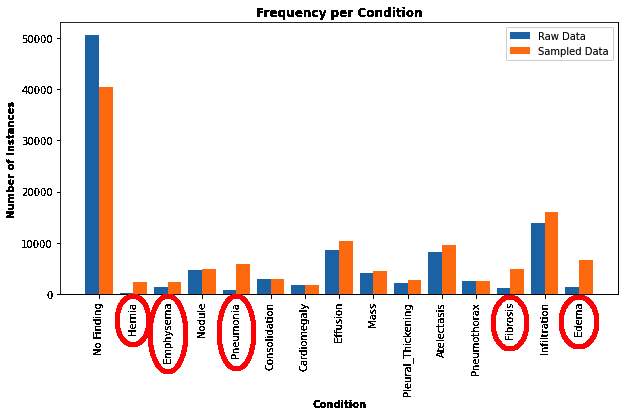 Frequency per Condition
Raw Data
Sampled Data
Number of Instances
50000
40000
30000
20000
10000
0
No Finding
Hernia
Emphysema
Nodule
Pneumonia
Consolidation
Cardiomegaly
Effusion
Mass
Pleural_Thickening
Atelectasis
Pneumothorax
Fibrosis
Infiltration
Edema
Condition